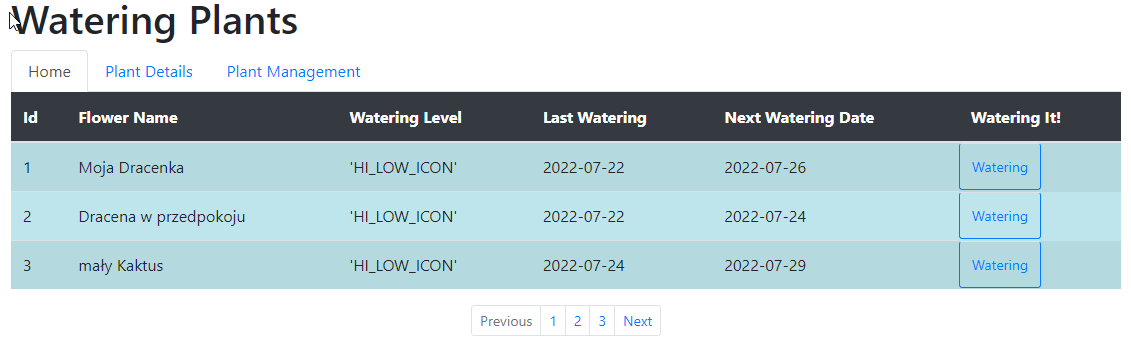 Watering Plants
Home Plant Details Plant Management
Id Flower Name Watering Level Last Watering Next Watering Date Watering It!
1 Moja Dracenka 'HI_LOW_ICON' 2022-07-22 2022-07-26 Watering
2 Dracena w przedpokoju 'HI_LOW_ICON' 2022-07-22 2022-07-24 Watering
3 mały Kaktus 'HI_LOW_ICON' 2022-07-24 2022-07-29 Watering
Previous 1 2 3 Next